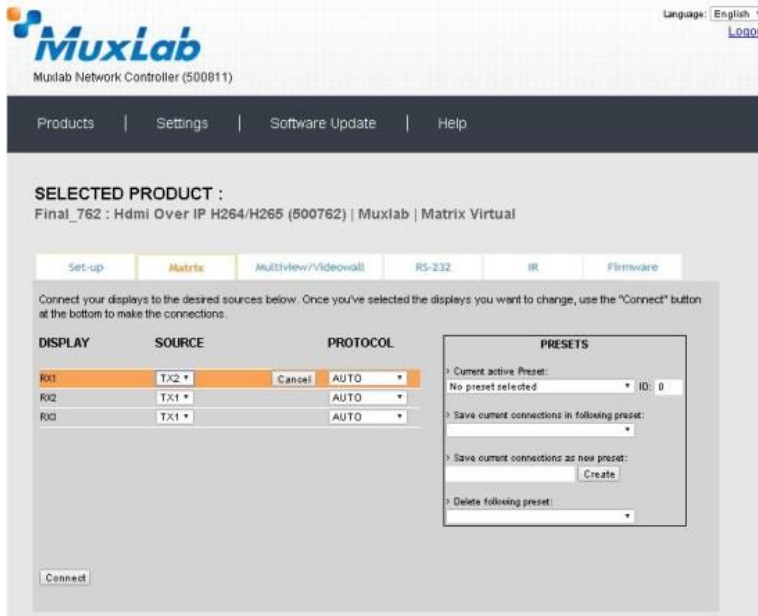 Language: English
Logou
MuxLab
Muxlab Network Controller (500811)
Products | Settings | Software Update | Help
SELECTED PRODUCT :
Final_762 : Hdmi Over IP H264/H265 (500762) | Muxlab | Matrix Virtual
Set-up Matrix Multiview/Videowall RS-232 IR Firmware
Connect your displays to the desired sources below. Once you've selected the displays you want to change, use the "Connect" button
at the bottom to make the connections.
DISPLAY SOURCE PROTOCOL
RX1 TX2 Cancel AUTO
RX2 TX1 AUTO
RX3 TX1 AUTO
PRESETS
> Current active Preset:
No preset selected ID: 0
> Save current connections in following preset:
> Save current connections as new preset:
Create
> Delete following preset:
Connect